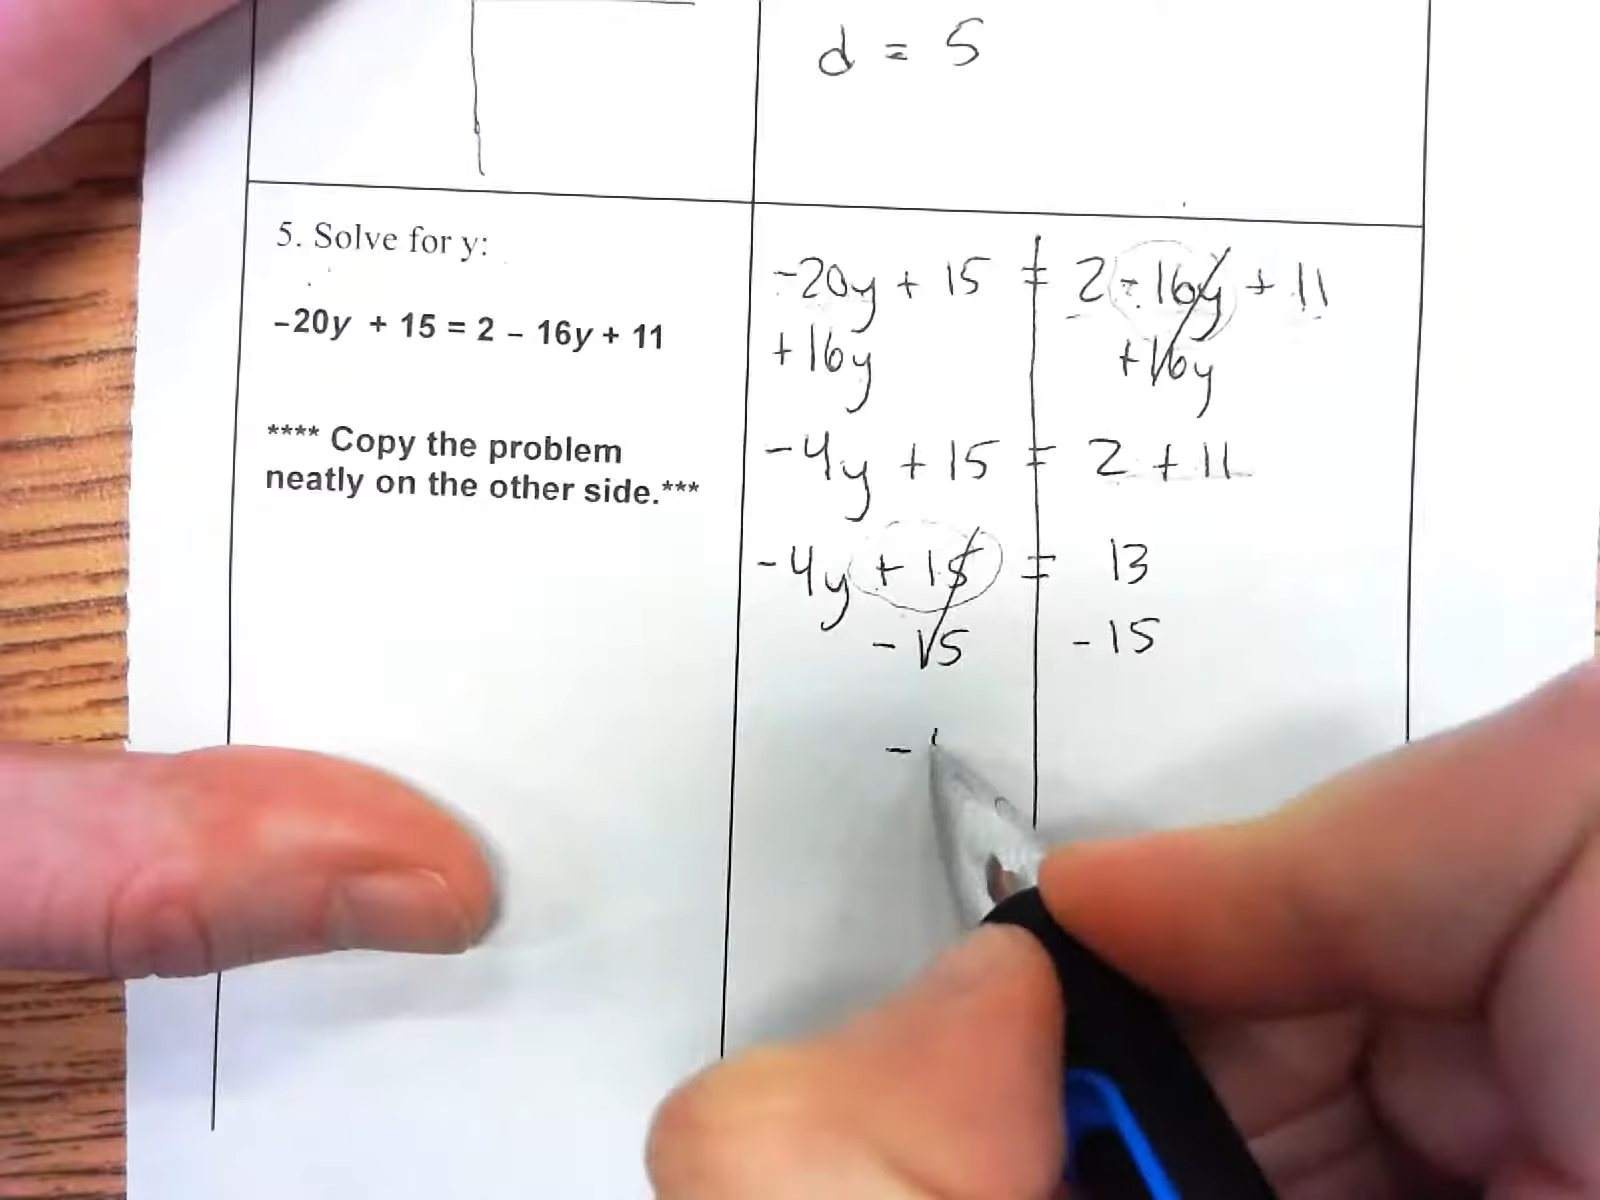 d = 5
5. Solve for y:
-20y + 15 = 2 - 16y + 11
**** Copy the problem
neatly on the other side.***
-20y + 15 = 2 - 16y + 11
+16y +16y
-4y + 15 = 2 + 11
-4y + 15 = 13
- 15 - 15
-